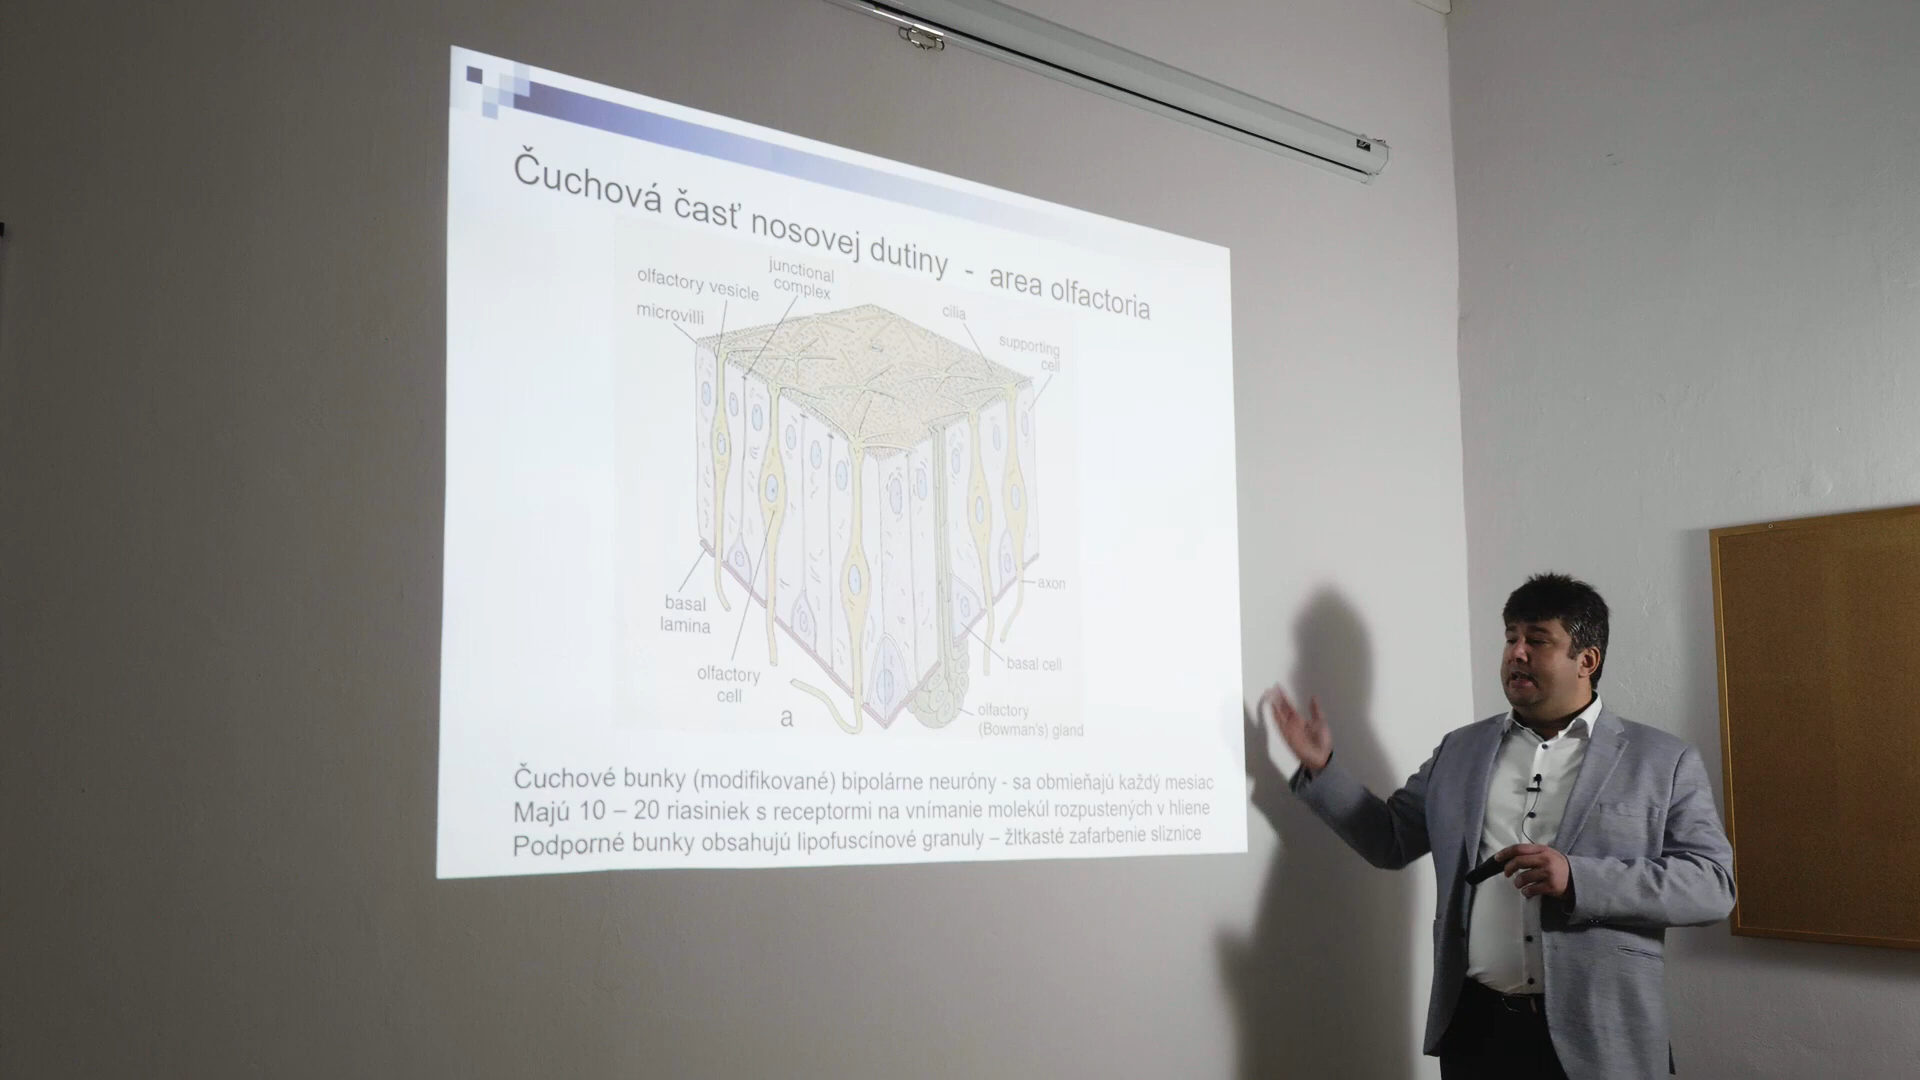 Čuchová časť nosovej dutiny - area olfactoria
junctional
complex
olfactory vesicle
microvilli
cilia
supporting
cell
axon
basal
lamina
basal cell
olfactory
cell
olfactory
(Bowman's) gland
a
Čuchové bunky (modifikované) bipolárne neuróny - sa obmieňajú každý mesiac
Majú 10 – 20 riasiniek s receptormi na vnímanie molekúl rozpustených v hliene
Podporné bunky obsahujú lipofuscínové granuly – žltkasté zafarbenie sliznice